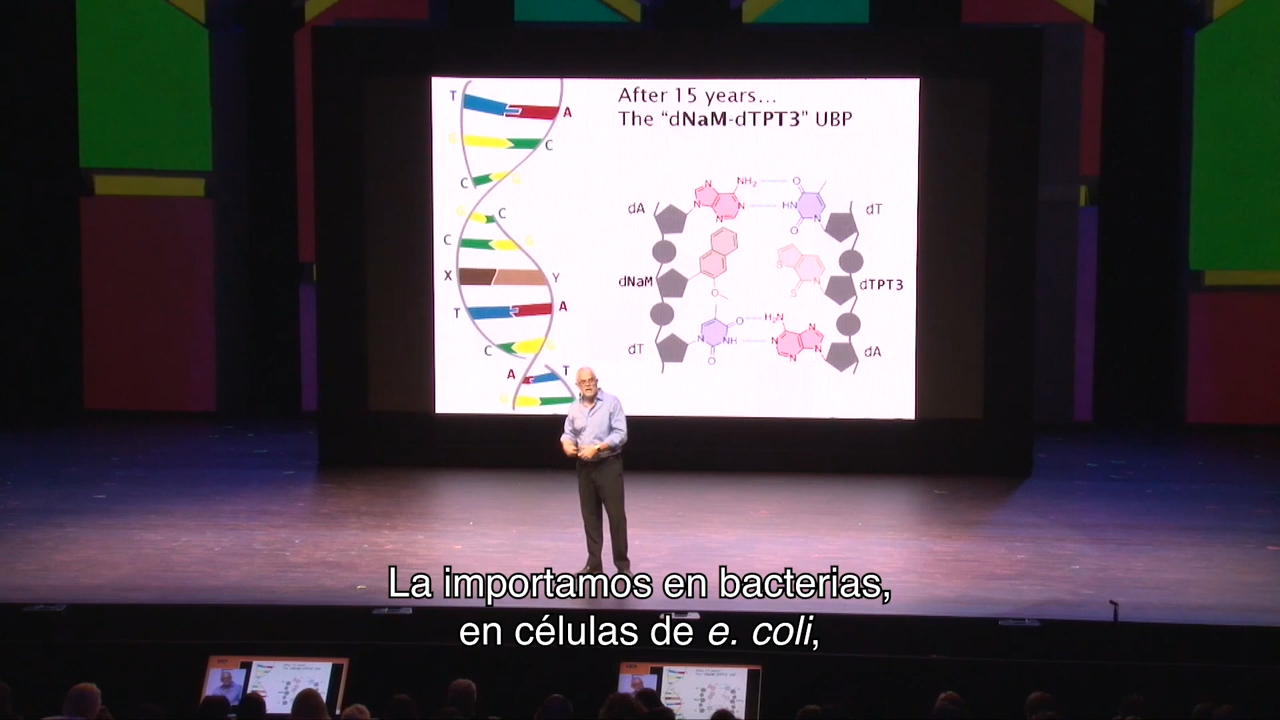 After 15 years...
The "dNaM-dTPT3" UBP
T
A
G
C
C
G
G
C
C
G
X
Y
T
A
C
G
A
T
G
dA
N
N
N
N
NH₂
O
HN
N
O
dT
dNaM
O
S
N
S
dTPT3
dT
N
O
NH
O
H₂N
N
N
N
N
dA
La importamos en bacterias,
en células de e. coli,